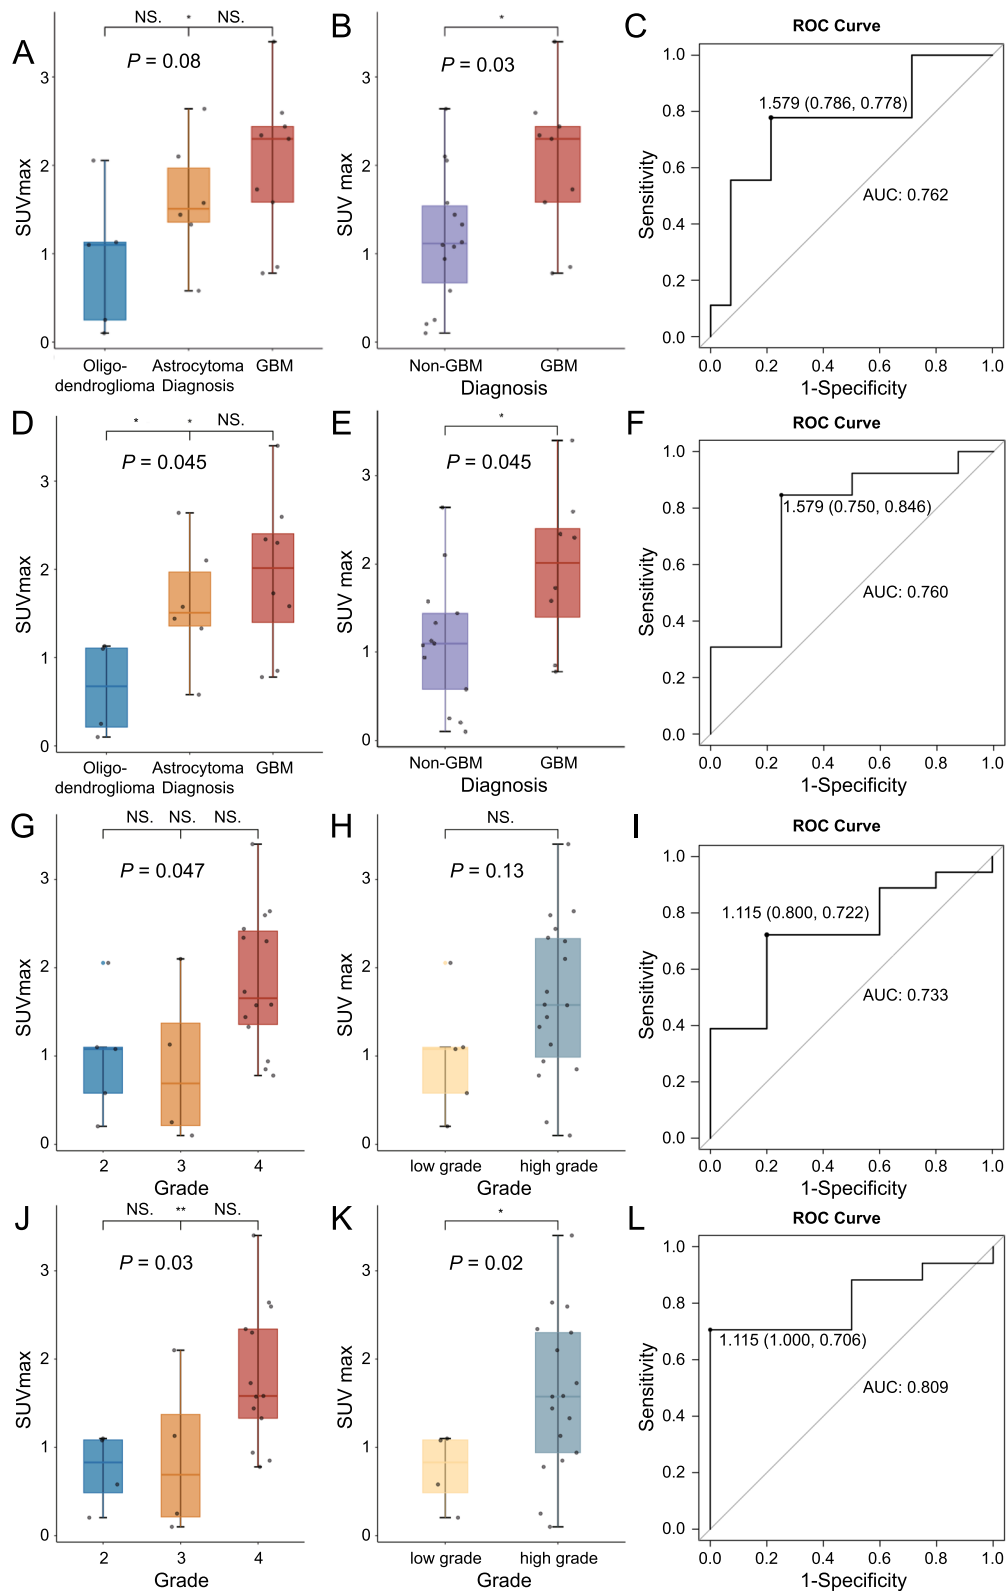 A
NS.
*
NS.
P = 0.08
SUVmax
3
2
1
0
Oligo-
dendroglioma
Astrocytoma
GBM
Diagnosis
B
*
P = 0.03
SUV max
3
2
1
0
Non-GBM
GBM
Diagnosis
C
ROC Curve
1.579 (0.786, 0.778)
AUC: 0.762
Sensitivity
1.0
0.8
0.6
0.4
0.2
0.0
0.0
0.2
0.4
0.6
0.8
1.0
1-Specificity
D
*
*
NS.
P = 0.045
SUVmax
3
2
1
0
Oligo-
dendroglioma
Astrocytoma
GBM
Diagnosis
E
*
P = 0.045
SUV max
3
2
1
0
Non-GBM
GBM
Diagnosis
F
ROC Curve
1.579 (0.750, 0.846)
AUC: 0.760
Sensitivity
1.0
0.8
0.6
0.4
0.2
0.0
0.0
0.2
0.4
0.6
0.8
1.0
1-Specificity
G
NS.
NS.
NS.
P = 0.047
SUVmax
3
2
1
0
2
3
4
Grade
H
NS.
P = 0.13
SUV max
3
2
1
0
low grade
high grade
Grade
I
ROC Curve
1.115 (0.800, 0.722)
AUC: 0.733
Sensitivity
1.0
0.8
0.6
0.4
0.2
0.0
0.0
0.2
0.4
0.6
0.8
1.0
1-Specificity
J
NS.
**
NS.
P = 0.03
SUVmax
3
2
1
0
2
3
4
Grade
K
*
P = 0.02
SUV max
3
2
1
0
low grade
high grade
Grade
L
ROC Curve
1.115 (1.000, 0.706)
AUC: 0.809
Sensitivity
1.0
0.8
0.6
0.4
0.2
0.0
0.0
0.2
0.4
0.6
0.8
1.0
1-Specificity